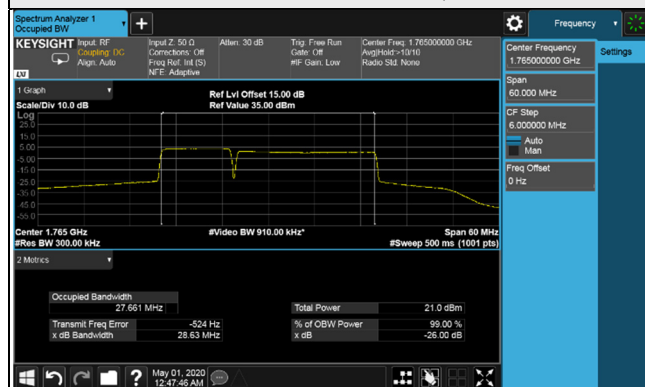 Spectrum Analyzer 1
Occupied BW
Frequency
KEYSIGHT
Input: RF
Coupling: DC
Align: Auto
Input Z: 50 Ω
Corrections: Off
Freq Ref: Int (S)
NFE: Adaptive
Atten: 30 dB
Trig: Free Run
Gate: Off
#IF Gain: Low
Center Freq: 1.765000000 GHz
Avg|Hold:>10/10
Radio Std: None
LXI
Center Frequency
1.765000000 GHz
Settings
Span
60.000 MHz
CF Step
6.000000 MHz
Auto
Man
Freq Offset
0 Hz
1 Graph
Scale/Div 10.0 dB
Ref Lvl Offset 15.00 dB
Ref Value 35.00 dBm
Log
25.0
15.0
5.00
-5.00
-15.0
-25.0
-35.0
-45.0
-55.0
Center 1.765 GHz
#Res BW 300.00 kHz
#Video BW 910.00 kHz*
Span 60 MHz
#Sweep 500 ms (1001 pts)
2 Metrics
Occupied Bandwidth
27.661 MHz
Total Power 21.0 dBm
Transmit Freq Error -524 Hz
% of OBW Power 99.00 %
x dB Bandwidth 28.63 MHz
x dB -26.00 dB
?
May 01, 2020
12:47:46 AM